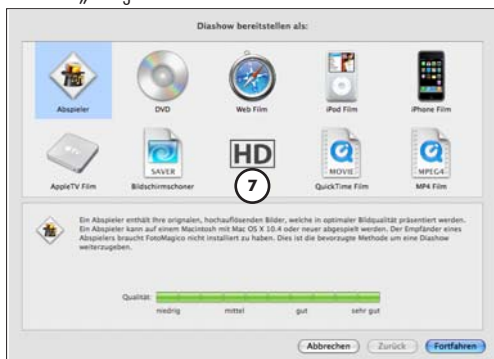 Diashow bereitstellen als:
Abspieler
DVD
Web Film
iPod Film
iPhone Film
SAVER
HD
MOVIE
MPEG4
7
AppleTV Film
Bildschirmschoner
QuickTime Film
MP4 Film
Ein Abspieler enthält Ihre orignalen, hochauflösenden Bilder, welche in optimaler Bildqualität präsentiert werden.
Ein Abspieler kann auf einem Macintosh mit Mac OS X 10.4 oder neuer abgespielt werden. Der Empfänder eines
Abspielers braucht FotoMagico nicht installiert zu haben. Dies ist die bevorzugte Methode um eine Diashow
weiterzugeben.
Qualität:
niedrig
mittel
gut
sehr gut
Abbrechen
Zurück
Fortfahren